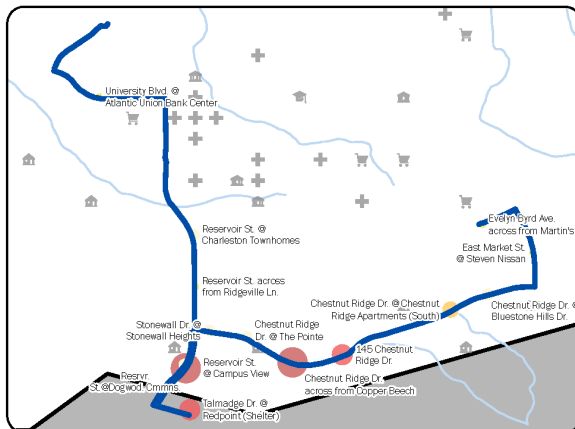 University Blvd. @
Atlantic Union Bank Center
Evelyn Byrd Ave.
across from Martin's
Reservoir St. @
Charleston Townhomes
East Market St.
@ Steven Nissan
Reservoir St. across
from Ridgeville Ln.
Chestnut Ridge Dr. @ Chestnut
Ridge Apartments (South)
Chestnut Ridge Dr. @
Bluestone Hills Dr.
Stonewall Dr. @
Stonewall Heights
Chestnut Ridge
Dr. @ The Pointe
145 Chestnut
Ridge Dr.
Reservoir St.
@ Campus View
Chestnut Ridge Dr.
across from Copper Beech
Resrvr.
St. @Dogwod. Cmmns.
Talmadge Dr. @
Redpoint (Shelter)